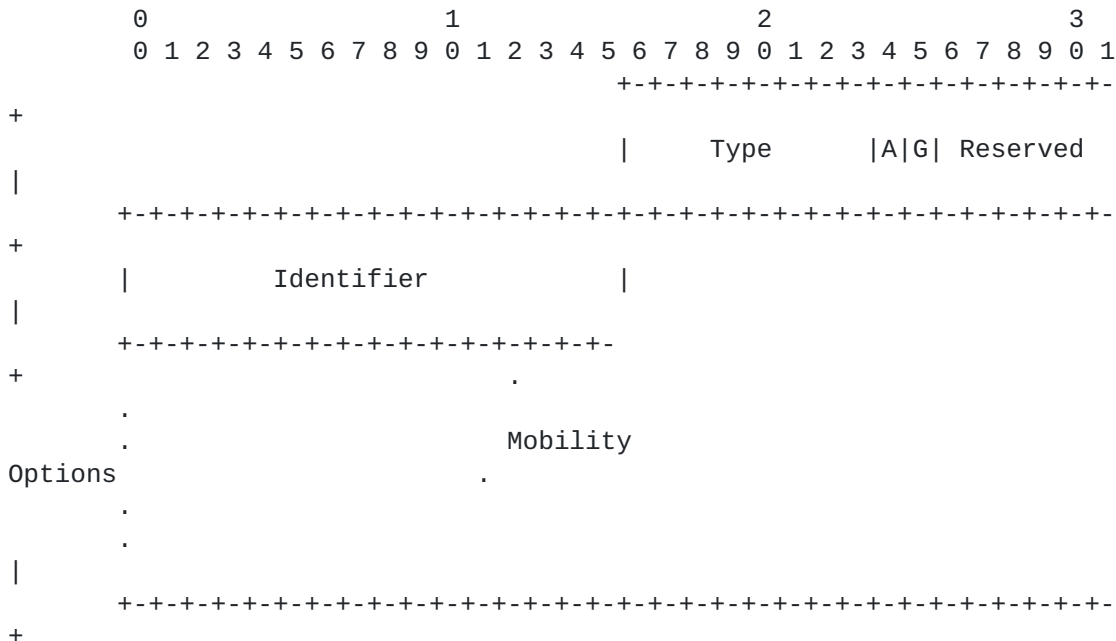 0                   1                   2                   3
0 1 2 3 4 5 6 7 8 9 0 1 2 3 4 5 6 7 8 9 0 1 2 3 4 5 6 7 8 9 0 1
+-+-+-+-+-+-+-+-+-+-+-+-+-+-+-+-
+
|     Type      |A|G| Reserved
|
+-+-+-+-+-+-+-+-+-+-+-+-+-+-+-+-+-+-+-+-+-+-+-+-+-+-+-+-+-+-+-+-
+
|         Identifier            |
|
+-+-+-+-+-+-+-+-+-+-+-+-+-+-+-+-
+                               .
.
.                        Mobility
Options                       .
.
.
|
+-+-+-+-+-+-+-+-+-+-+-+-+-+-+-+-+-+-+-+-+-+-+-+-+-+-+-+-+-+-+-+-
+